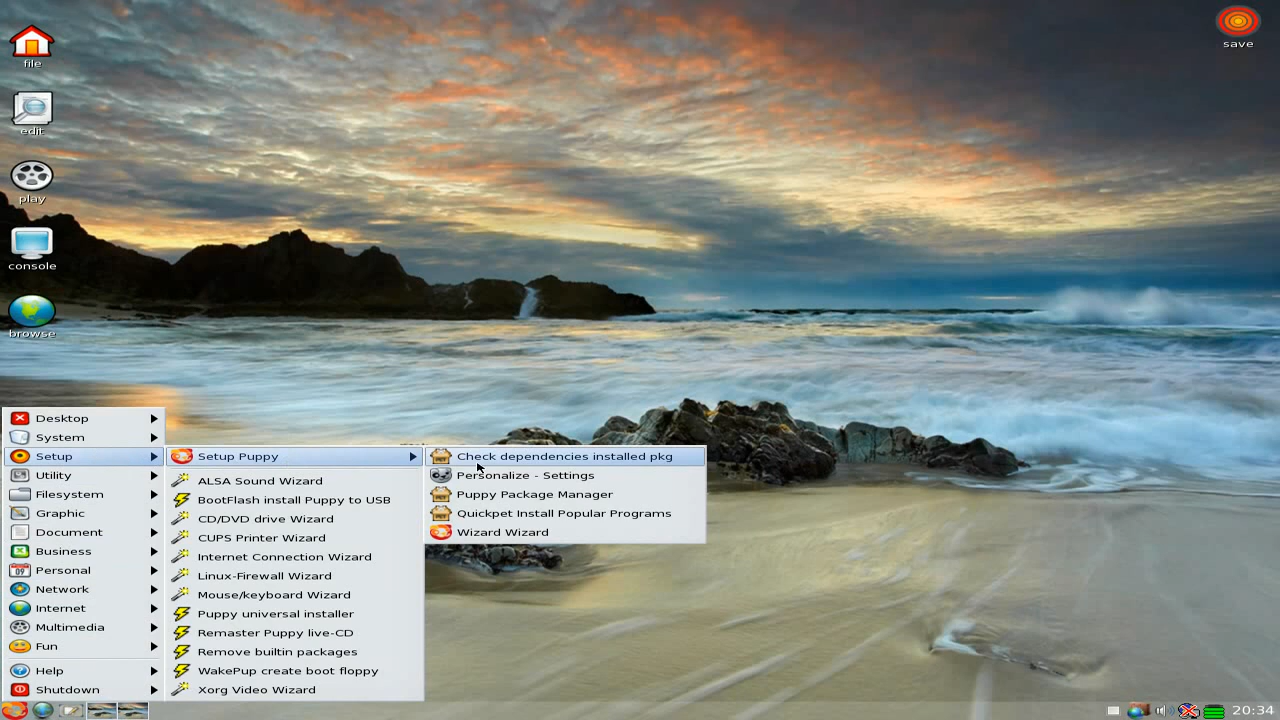 file
edit
play
console
browse
save
Desktop
System
Setup
Utility
Filesystem
Graphic
Document
Business
Personal
Network
Internet
Multimedia
Fun
Help
Shutdown
Setup Puppy
ALSA Sound Wizard
BootFlash install Puppy to USB
CD/DVD drive Wizard
CUPS Printer Wizard
Internet Connection Wizard
Linux-Firewall Wizard
Mouse/keyboard Wizard
Puppy universal installer
Remaster Puppy live-CD
Remove builtin packages
WakePup create boot floppy
Xorg Video Wizard
Check dependencies installed pkg
Personalize - Settings
Puppy Package Manager
Quickpet Install Popular Programs
Wizard Wizard
20:34